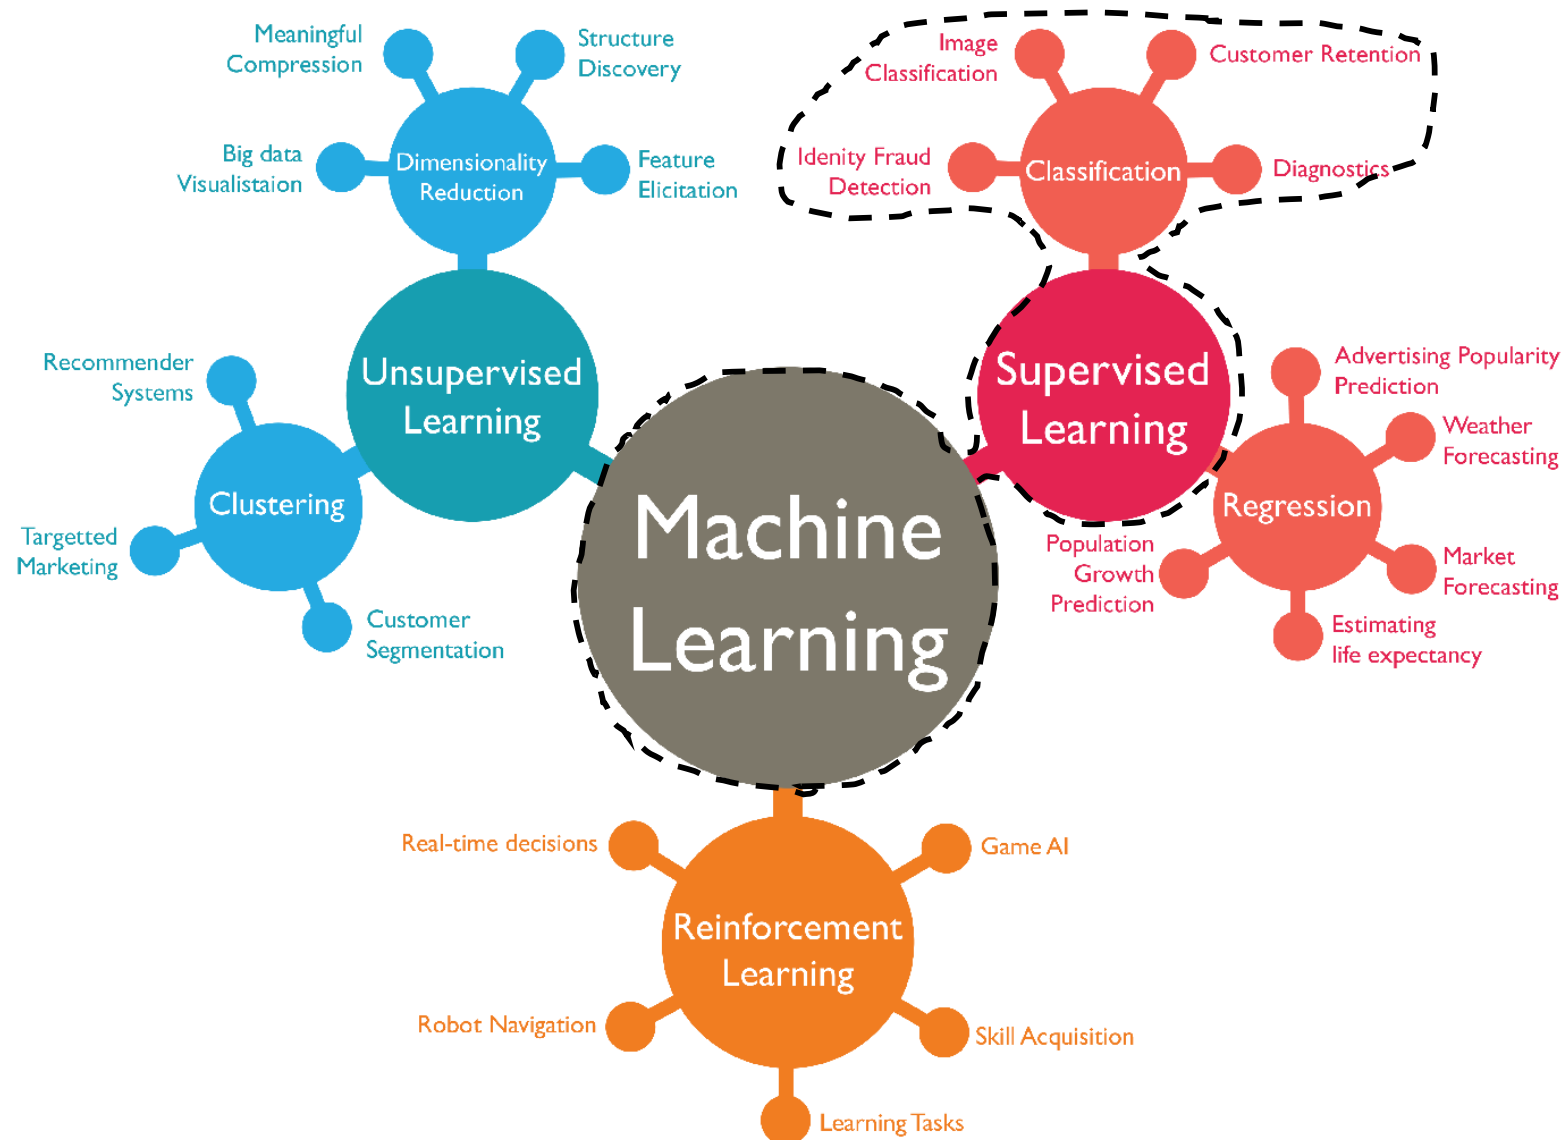 Meaningful
Compression
Structure
Discovery
Big data
Visualistaion
Dimensionality
Reduction
Feature
Elicitation
Image
Classification
Customer Retention
Idenity Fraud
Detection
Classification
Diagnostics
Recommender
Systems
Unsupervised
Learning
Clustering
Targetted
Marketing
Customer
Segmentation
Machine
Learning
Supervised
Learning
Advertising Popularity
Prediction
Weather
Forecasting
Regression
Population
Growth
Prediction
Market
Forecasting
Estimating
life expectancy
Real-time decisions
Game AI
Reinforcement
Learning
Robot Navigation
Skill Acquisition
Learning Tasks